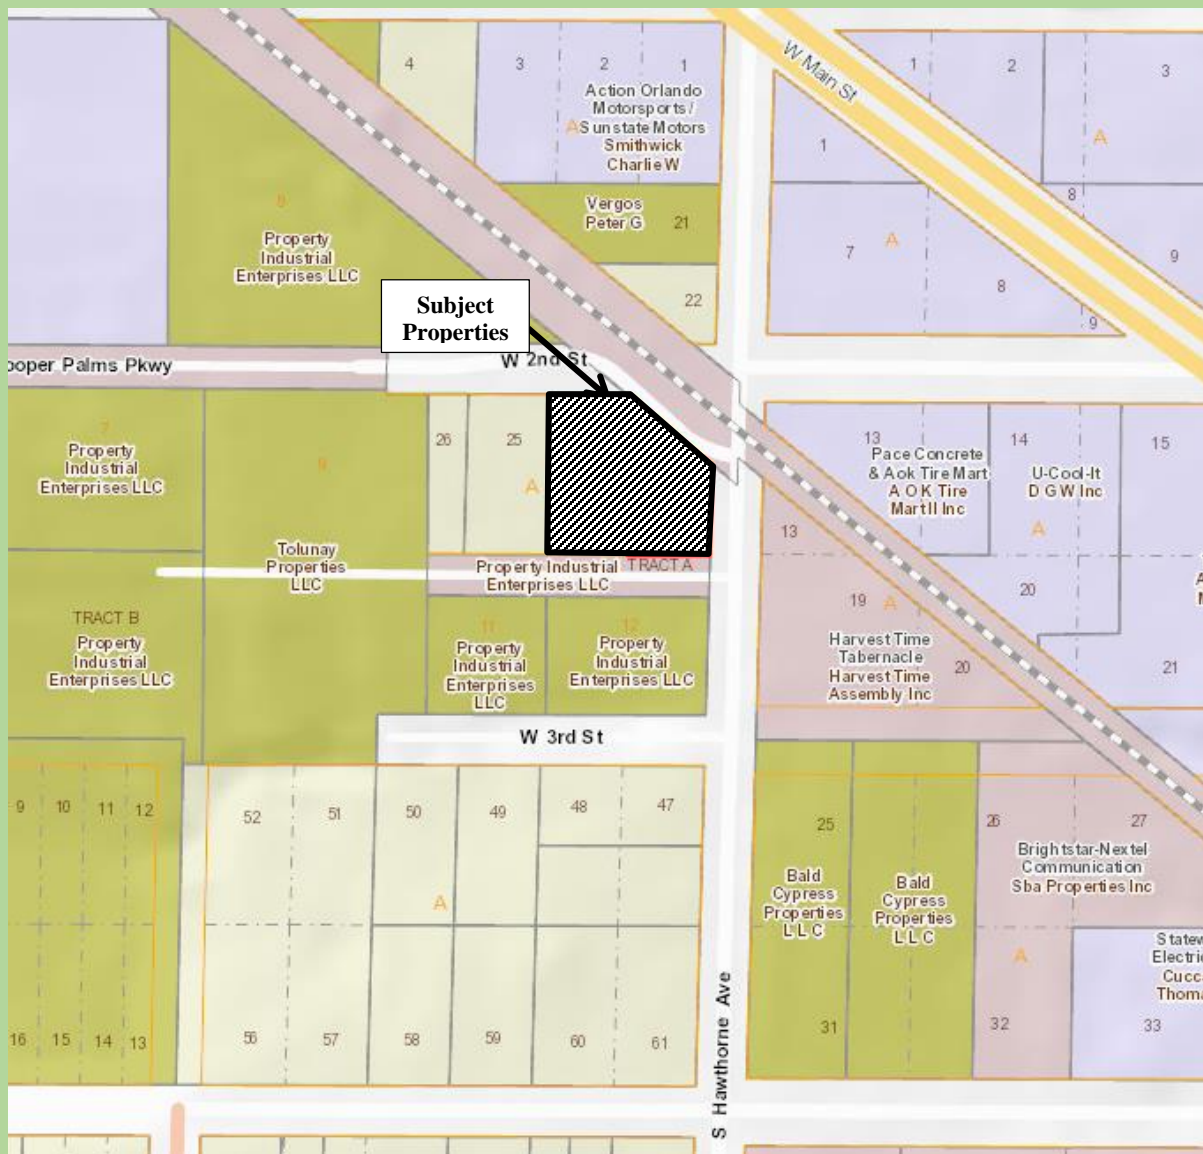 W Main St
4
3
2
1
Action Orlando
Motorsports /
Sunstate Motors
Smithwick
Charlie W
A
1
2
3
A
1
8
Property
Industrial
Enterprises LLC
Vergos
Peter G
21
22
7
A
8
9
9
Subject
Properties
ooper Palms Pkwy
W 2nd St
7
Property
Industrial
Enterprises LLC
26
25
A
13
Pace Concrete
& Aok Tire Mart
A O K Tire
Mart II Inc
14
U-Cool-It
D G W Inc
15
A
13
Tolunay
Properties
LLC
Property Industrial
Enterprises LLC
TRACT A
19
A
20
Harvest Time
Tabernacle
Harvest Time
Assembly Inc
20
21
TRACT B
Property
Industrial
Enterprises LLC
11
Property
Industrial
Enterprises
LLC
12
Property
Industrial
Enterprises LLC
W 3rd St
9
10
11
12
52
51
50
49
48
47
A
25
Bald
Cypress
Properties
L L C
Bald
Cypress
Properties
L L C
26
27
Brightstar-Nextel
Communication
Sba Properties Inc
A
Statew
Electric
Cucc
Thoma
16
15
14
13
56
57
58
59
60
61
31
32
33
S Hawthorne Ave